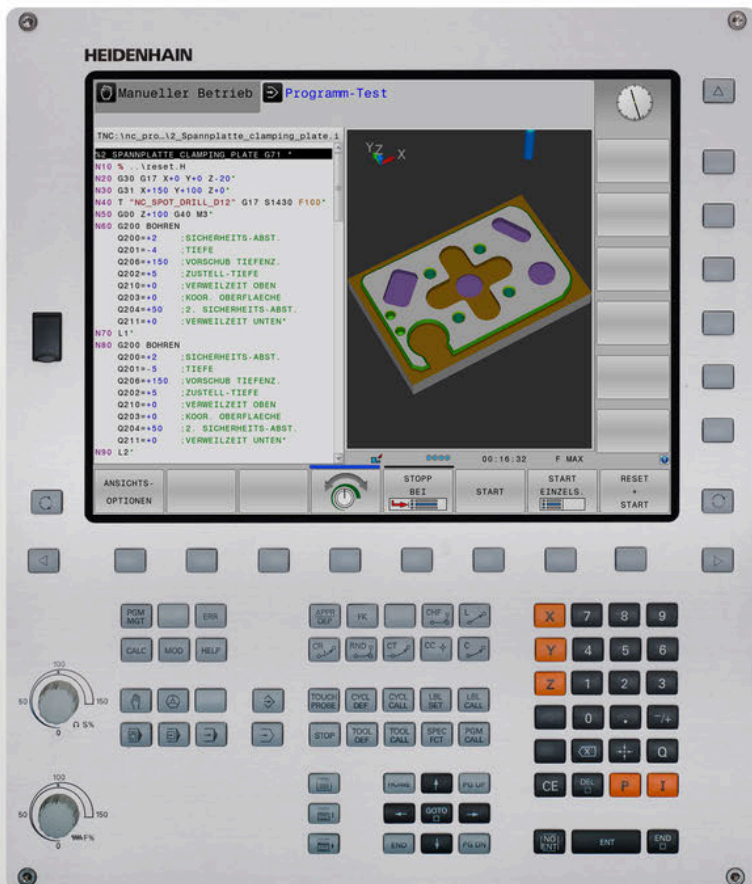 HEIDENHAIN
Manueller Betrieb
Programm-Test
TNC:\nc_pro…\2_Spannplatte_clamping_plate.i
%2_SPANNPLATTE_CLAMPING_PLATE G71 *
N10 % ..\reset.H
N20 G30 G17 X+0 Y+0 Z-20*
N30 G31 X+150 Y+100 Z+0*
N40 T "NC_SPOT_DRILL_D12" G17 S1430 F100*
N50 G00 Z+100 G40 M3*
N60 G200 BOHREN
Q200=+2 ;SICHERHEITS-ABST.
Q201=-4 ;TIEFE
Q206=+150 ;VORSCHUB TIEFENZ.
Q202=+5 ;ZUSTELL-TIEFE
Q210=+0 ;VERWEILZEIT OBEN
Q203=+0 ;KOOR. OBERFLAECHE
Q204=+50 ;2. SICHERHEITS-ABST.
Q211=+0 ;VERWEILZEIT UNTEN*
N70 L1*
N80 G200 BOHREN
Q200=+2 ;SICHERHEITS-ABST.
Q201=-5 ;TIEFE
Q206=+150 ;VORSCHUB TIEFENZ.
Q202=+5 ;ZUSTELL-TIEFE
Q210=+0 ;VERWEILZEIT OBEN
Q203=+0 ;KOOR. OBERFLAECHE
Q204=+50 ;2. SICHERHEITS-ABST.
Q211=+0 ;VERWEILZEIT UNTEN*
N90 L2*
Y Z X
00:16:32 F MAX
ANSICHTS-
OPTIONEN
STOPP
BEI
START
START
EINZELS.
RESET
+
START
PGM
MGT
ERR
CALC MOD HELP
APPR
DEP
FK CHF L
CR RND CT CC C
TOUCH
PROBE
CYCL
DEF
CYCL
CALL
LBL
SET
LBL
CALL
STOP
TOOL
DEF
TOOL
CALL
SPEC
FCT
PGM
CALL
HOME PG UP
GOTO
END PG DN
X 7 8 9
Y 4 5 6
Z 1 2 3
0 . -/+
X Q
CE DEL P I
NO
ENT
ENT END
100
50 150
0 S%
100
50 150
0 F%